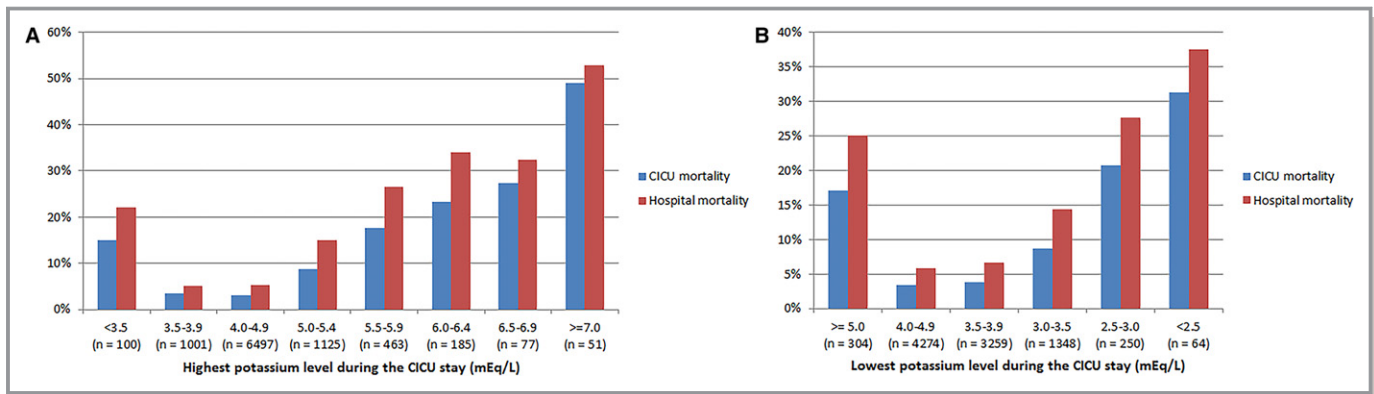 A
60%
50%
40%
30%
20%
10%
0%
<3.5 3.5-3.9 4.0-4.9 5.0-5.4 5.5-5.9 6.0-6.4 6.5-6.9 >=7.0
(n = 100) (n = 1001) (n = 6497) (n = 1125) (n = 463) (n = 185) (n = 77) (n = 51)
Highest potassium level during the CICU stay (mEq/L)
CICU mortality
Hospital mortality
B
40%
35%
30%
25%
20%
15%
10%
5%
0%
>= 5.0 4.0-4.9 3.5-3.9 3.0-3.5 2.5-3.0 <2.5
(n = 304) (n = 4274) (n = 3259) (n = 1348) (n = 250) (n = 64)
Lowest potassium level during the CICU stay (mEq/L)
CICU mortality
Hospital mortality